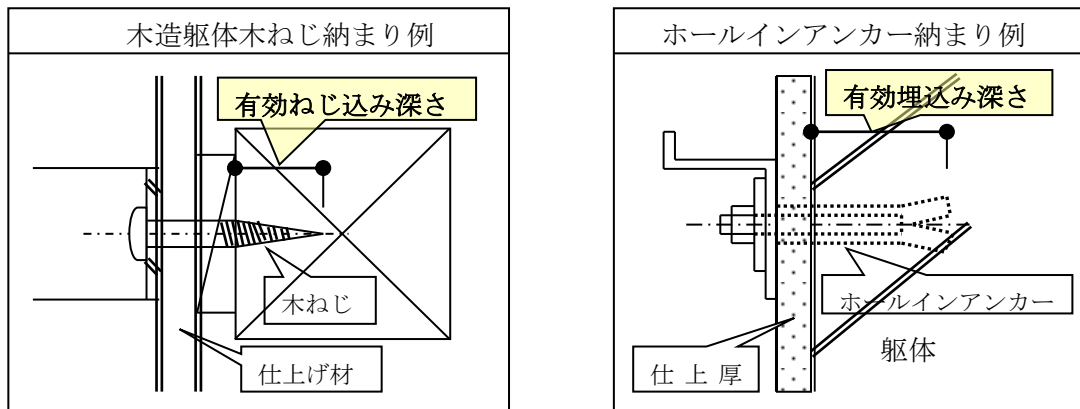 木造躯体木ねじ納まり例
有効ねじ込み深さ
木ねじ
仕上げ材
ホールインアンカー納まり例
有効埋込み深さ
ホールインアンカー
躯体
仕 上 厚